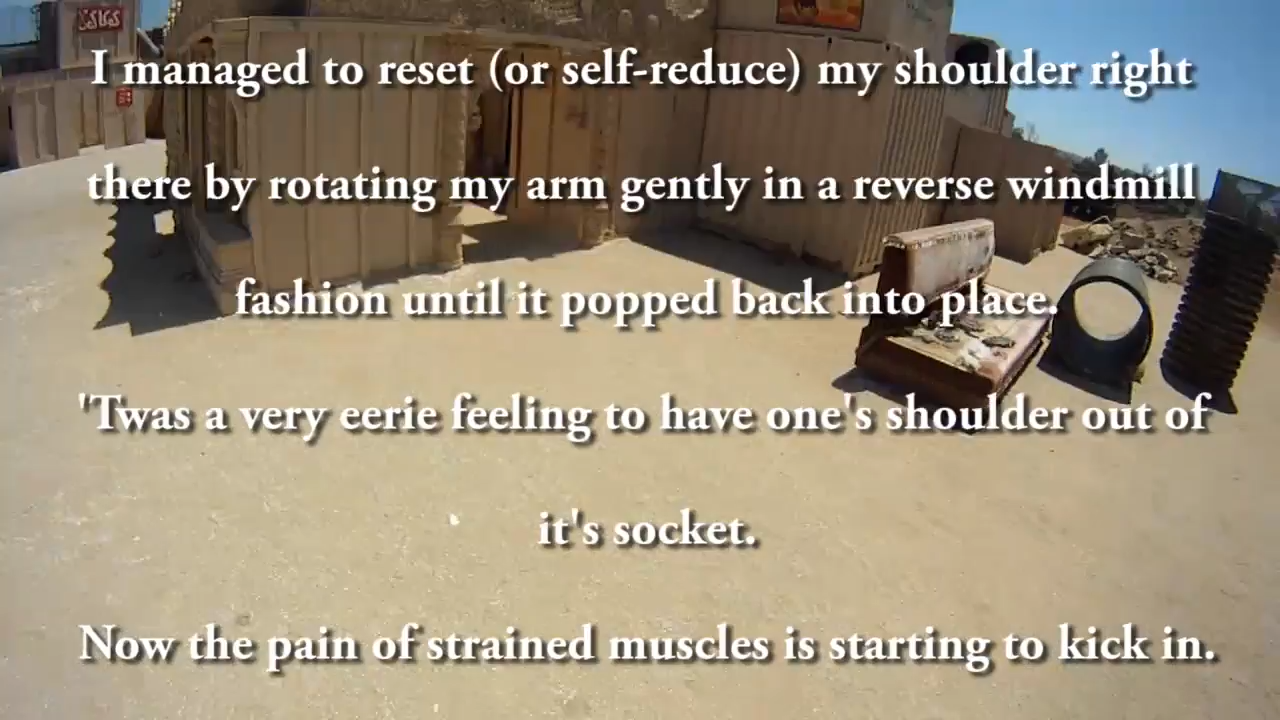 I managed to reset (or self-reduce) my shoulder right
there by rotating my arm gently in a reverse windmill
fashion until it popped back into place.
'Twas a very eerie feeling to have one's shoulder out of
it's socket.
Now the pain of strained muscles is starting to kick in.